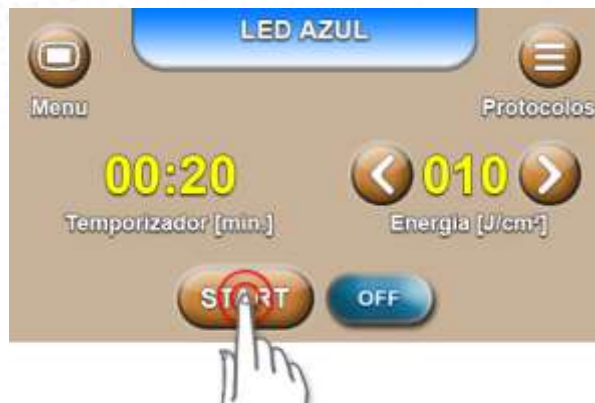 LED AZUL
Menu
Protocolos
00:20
010
Temporizador [min.]
Energia [J/cm²]
START
OFF